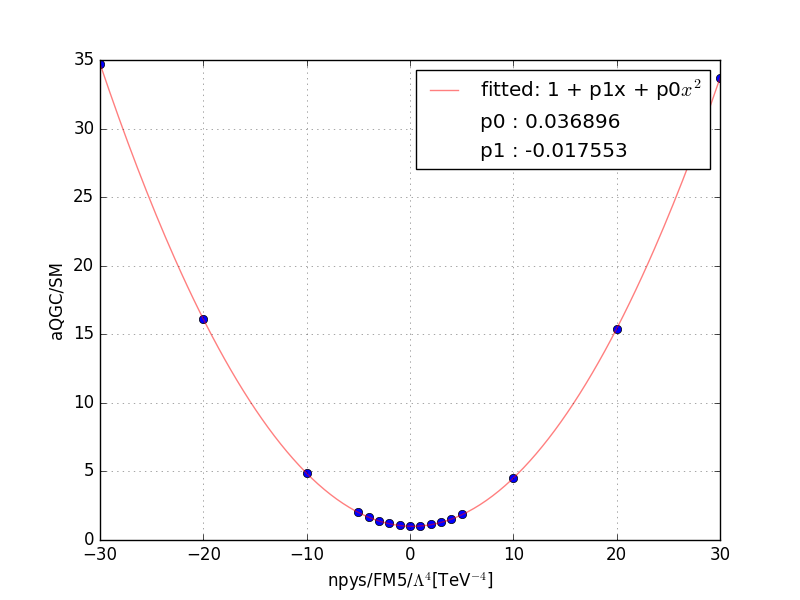 35
30
25
20
15
10
5
0
aQGC/SM
fitted: 1 + p1x + p0x²
p0 : 0.036896
p1 : -0.017553
−30 −20 −10 0 10 20 30
npys/FM5/Λ⁴[TeV⁻⁴]